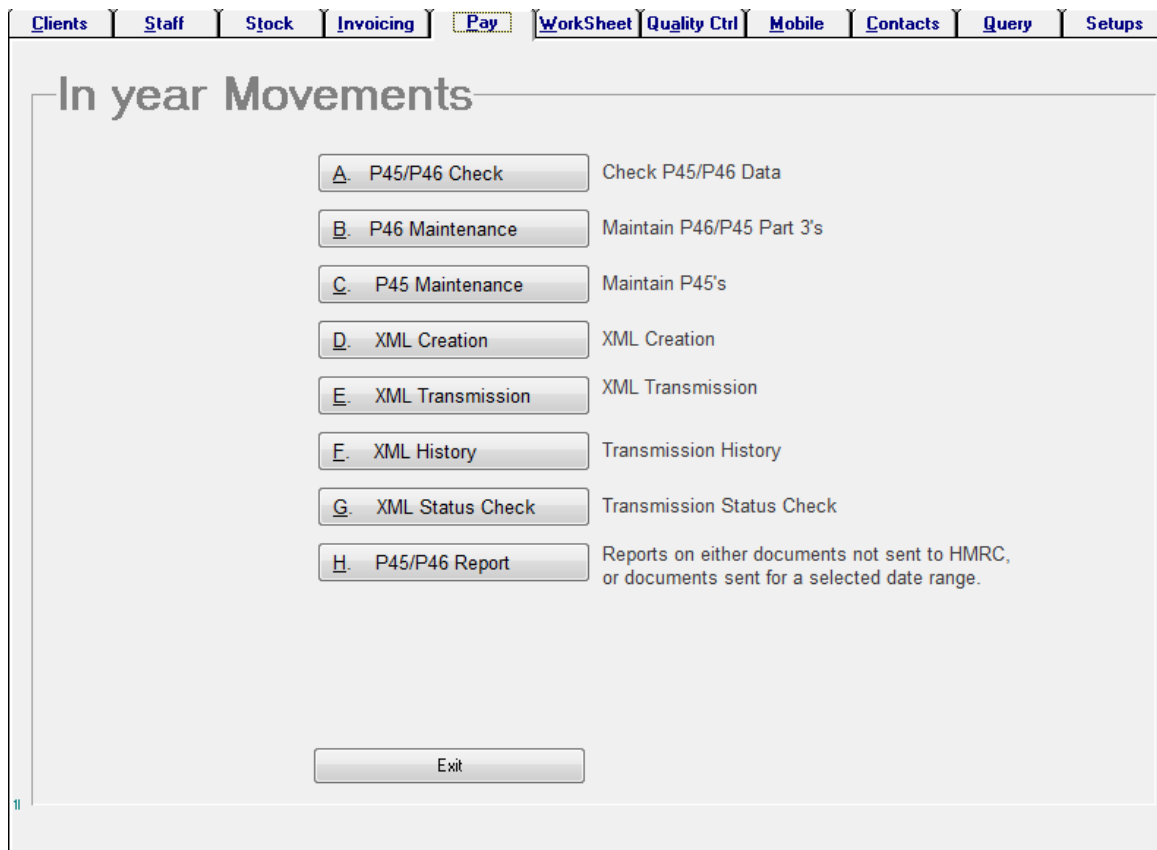 Clients Staff Stock Invoicing Pay WorkSheet Quality Ctrl Mobile Contacts Query Setups
In year Movements
A. P45/P46 Check Check P45/P46 Data
B. P46 Maintenance Maintain P46/P45 Part 3's
C. P45 Maintenance Maintain P45's
D. XML Creation XML Creation
E. XML Transmission XML Transmission
F. XML History Transmission History
G. XML Status Check Transmission Status Check
H. P45/P46 Report Reports on either documents not sent to HMRC,
or documents sent for a selected date range.
Exit